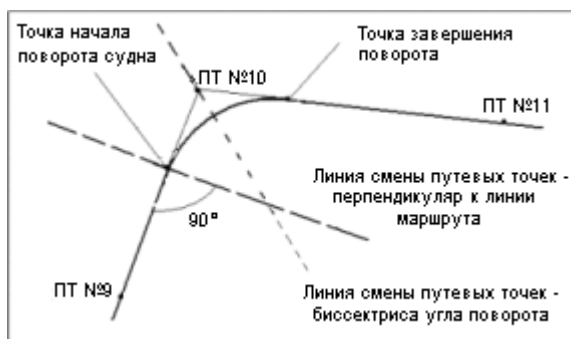 Точка начала
поворота судна
Точка завершения
поворота
ПТ №10
ПТ №11
Линия смены путевых точек -
перпендикуляр к линии
маршрута
90°
ПТ №9
Линия смены путевых точек -
биссектриса угла поворота